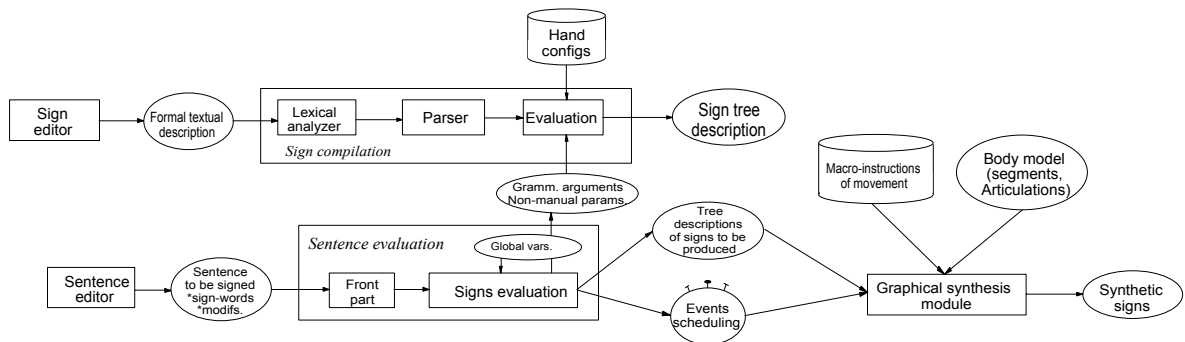 Hand
configs
Sign
editor
Formal textual
description
Lexical
analyzer
Parser
Evaluation
Sign compilation
Sign tree
description
Gramm. arguments
Non-manual params.
Macro-instructions
of movement
Body model
(segments,
Articulations)
Sentence evaluation
Global vars.
Tree
descriptions
of signs to be
produced
Sentence
editor
Sentence
to be signed
*sign-words
*modifs.
Front
part
Signs evaluation
Events
scheduling
Graphical synthesis
module
Synthetic
signs